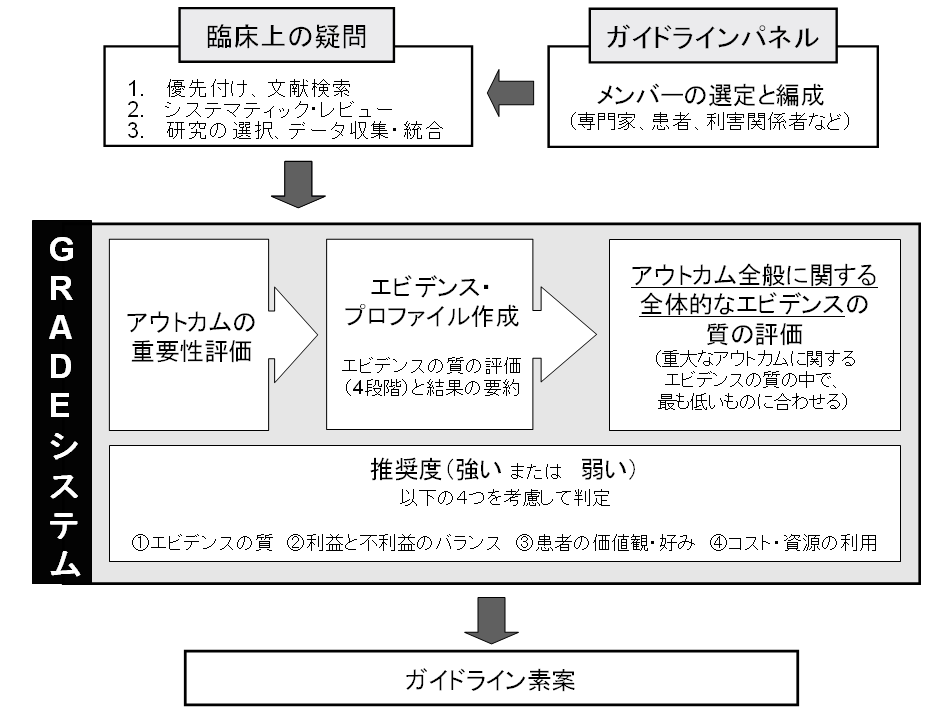 臨床上の疑問
1. 優先付け、文献検索
2. システマティック・レビュー
3. 研究の選択、データ収集・統合
ガイドラインパネル
メンバーの選定と編成
(専門家、患者、利害関係者など)
GRADEシステム
アウトカムの
重要性評価
エビデンス・
プロファイル作成
エビデンスの質の評価
(4段階)と結果の要約
アウトカム全般に関する
全体的なエビデンスの
質の評価
(重大なアウトカムに関する
エビデンスの質の中で、
最も低いものに合わせる)
推奨度(強い または 弱い)
以下の4つを考慮して判定
①エビデンスの質 ②利益と不利益のバランス ③患者の価値観・好み ④コスト・資源の利用
ガイドライン素案